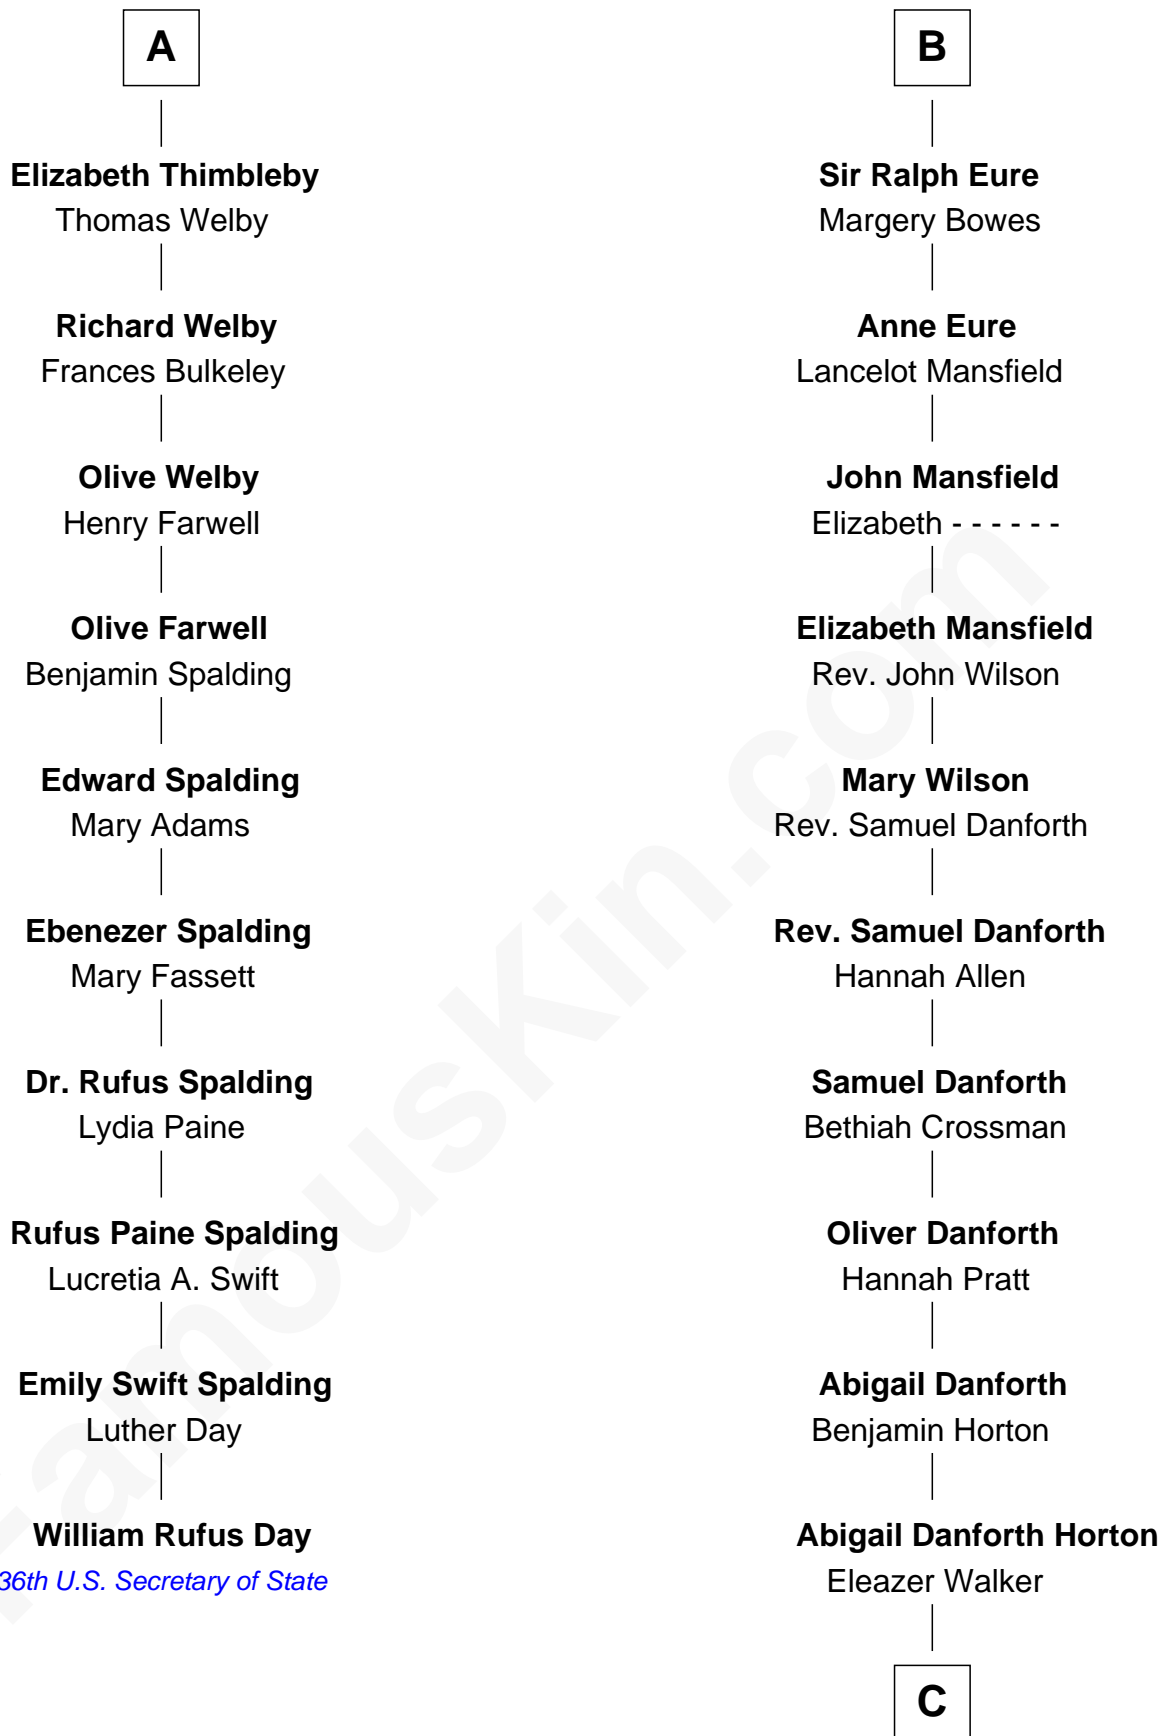 A
Elizabeth Thimbleby
Thomas Welby
Richard Welby
Frances Bulkeley
Olive Welby
Henry Farwell
Olive Farwell
Benjamin Spalding
Edward Spalding
Mary Adams
Ebenezer Spalding
Mary Fassett
Dr. Rufus Spalding
Lydia Paine
Rufus Paine Spalding
Lucretia A. Swift
Emily Swift Spalding
Luther Day
William Rufus Day
36th U.S. Secretary of State
B
Sir Ralph Eure
Margery Bowes
Anne Eure
Lancelot Mansfield
John Mansfield
Elizabeth - - - - - -
Elizabeth Mansfield
Rev. John Wilson
Mary Wilson
Rev. Samuel Danforth
Rev. Samuel Danforth
Hannah Allen
Samuel Danforth
Bethiah Crossman
Oliver Danforth
Hannah Pratt
Abigail Danforth
Benjamin Horton
Abigail Danforth Horton
Eleazer Walker
C
FamousKin.com